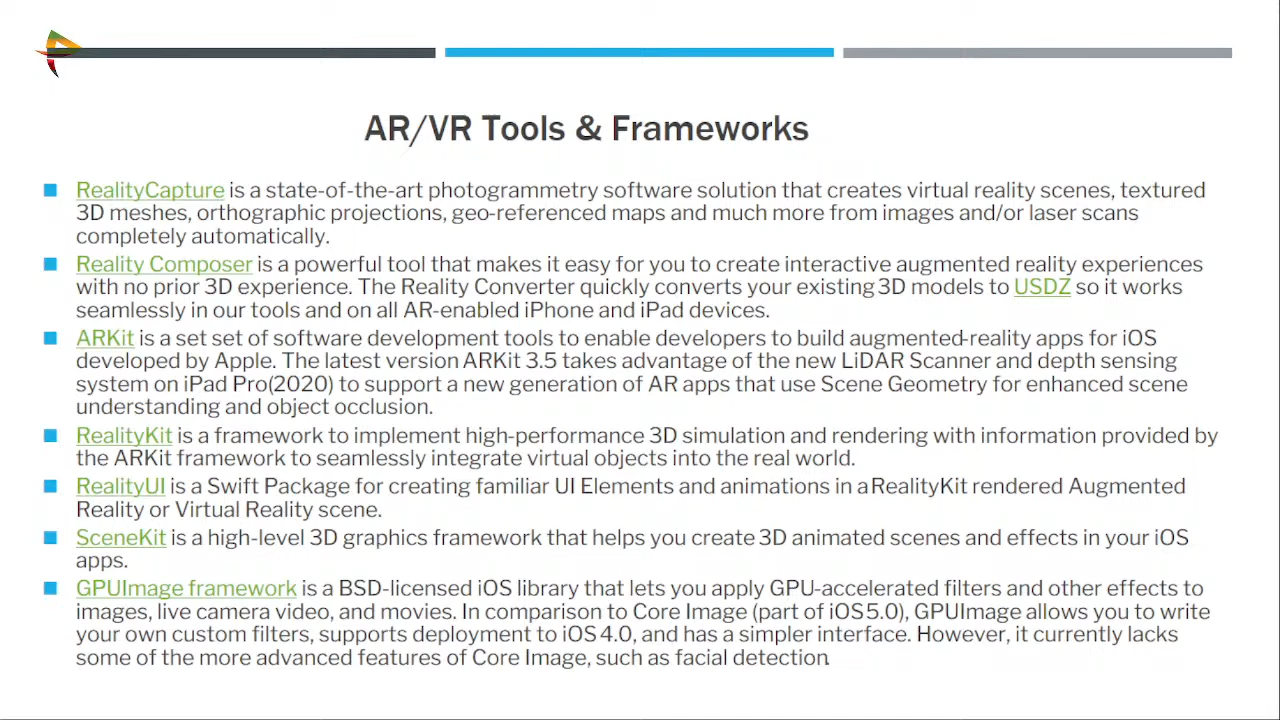 AR/VR Tools & Frameworks
RealityCapture is a state-of-the-art photogrammetry software solution that creates virtual reality scenes, textured
3D meshes, orthographic projections, geo-referenced maps and much more from images and/or laser scans
completely automatically.
Reality Composer is a powerful tool that makes it easy for you to create interactive augmented reality experiences
with no prior 3D experience. The Reality Converter quickly converts your existing 3D models to USDZ so it works
seamlessly in our tools and on all AR-enabled iPhone and iPad devices.
ARKit is a set set of software development tools to enable developers to build augmented-reality apps for iOS
developed by Apple. The latest version ARKit 3.5 takes advantage of the new LiDAR Scanner and depth sensing
system on iPad Pro(2020) to support a new generation of AR apps that use Scene Geometry for enhanced scene
understanding and object occlusion.
RealityKit is a framework to implement high-performance 3D simulation and rendering with information provided by
the ARKit framework to seamlessly integrate virtual objects into the real world.
RealityUI is a Swift Package for creating familiar UI Elements and animations in a RealityKit rendered Augmented
Reality or Virtual Reality scene.
SceneKit is a high-level 3D graphics framework that helps you create 3D animated scenes and effects in your iOS
apps.
GPUImage framework is a BSD-licensed iOS library that lets you apply GPU-accelerated filters and other effects to
images, live camera video, and movies. In comparison to Core Image (part of iOS 5.0), GPUImage allows you to write
your own custom filters, supports deployment to iOS 4.0, and has a simpler interface. However, it currently lacks
some of the more advanced features of Core Image, such as facial detection.